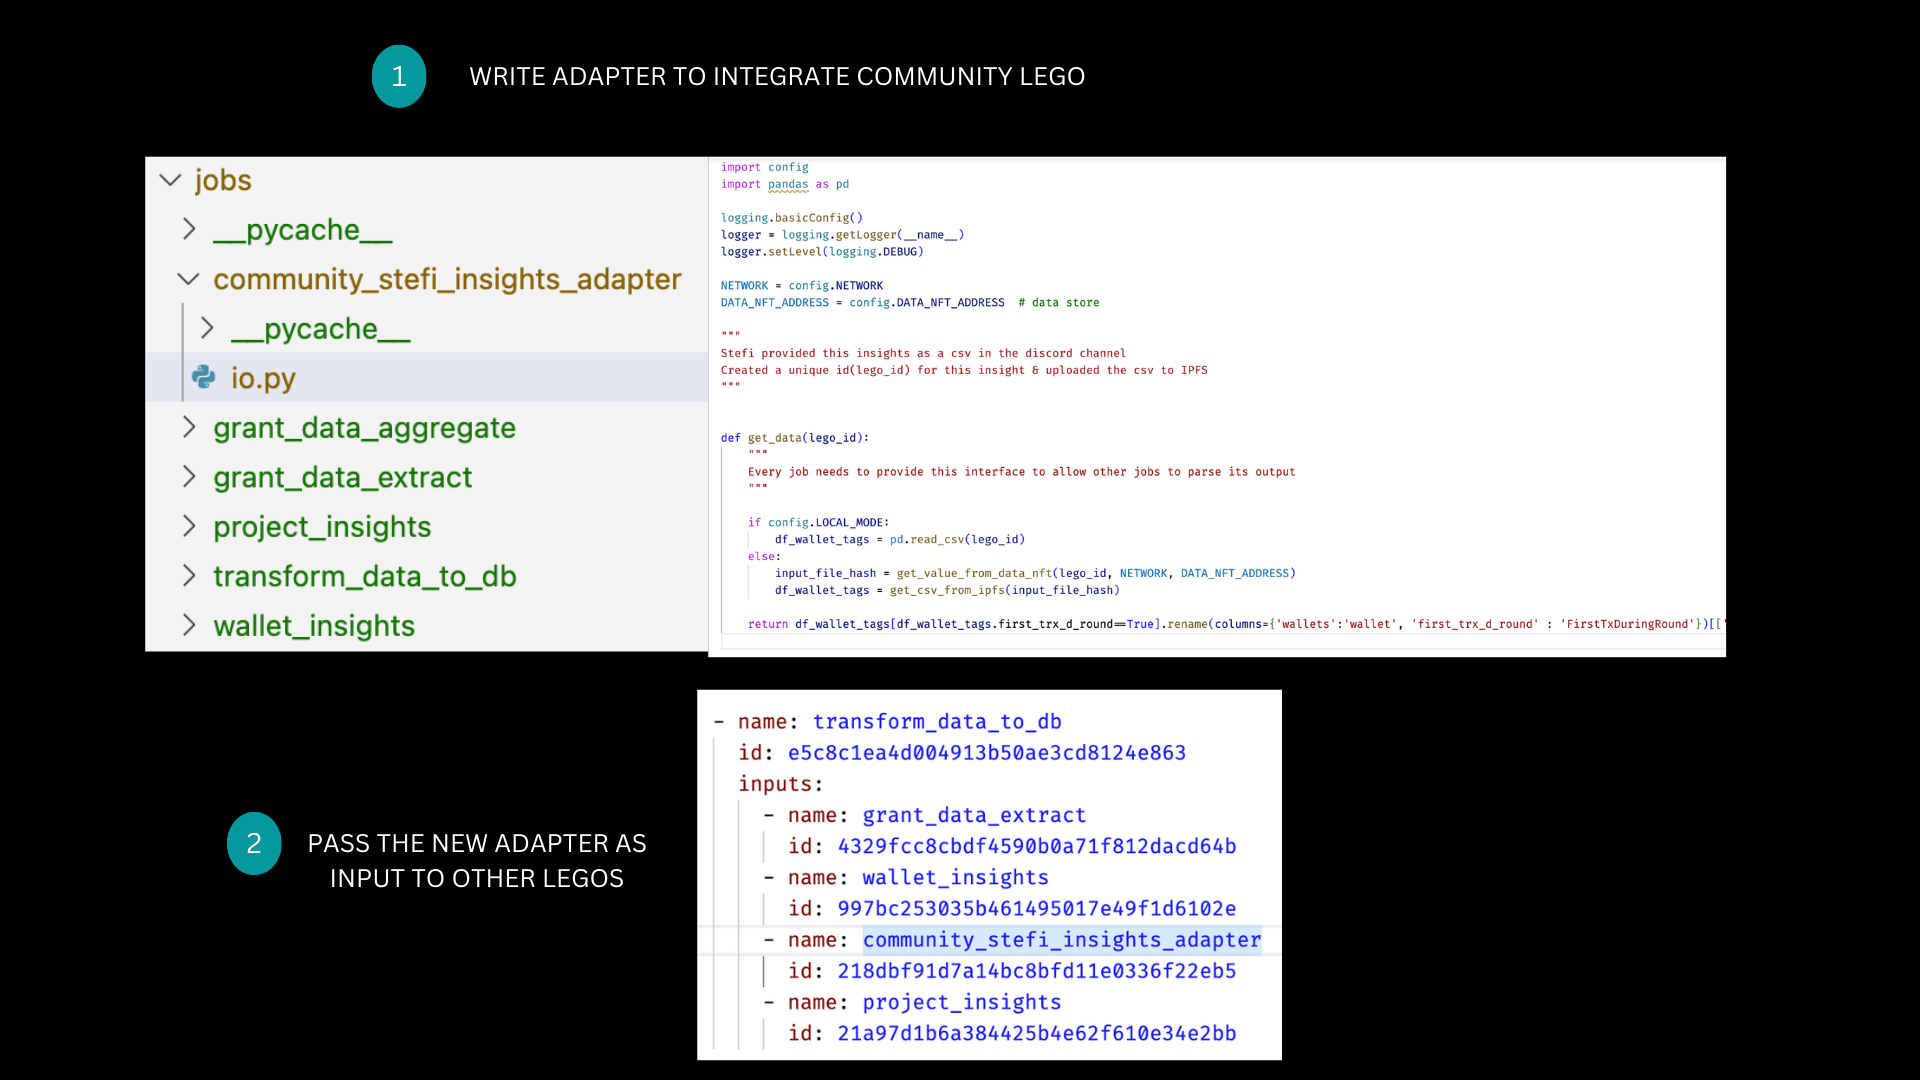 1
WRITE ADAPTER TO INTEGRATE COMMUNITY LEGO
jobs
__pycache__
community_stefi_insights_adapter
__pycache__
io.py
grant_data_aggregate
grant_data_extract
project_insights
transform_data_to_db
wallet_insights
import config
import pandas as pd
logging.basicConfig()
logger = logging.getLogger(__name__)
logger.setLevel(logging.DEBUG)
NETWORK = config.NETWORK
DATA_NFT_ADDRESS = config.DATA_NFT_ADDRESS  # data store
"""
Stefi provided this insights as a csv in the discord channel
Created a unique id(lego_id) for this insight & uploaded the csv to IPFS
"""
def get_data(lego_id):
"""
Every job needs to provide this interface to allow other jobs to parse its output
"""
if config.LOCAL_MODE:
df_wallet_tags = pd.read_csv(lego_id)
else:
input_file_hash = get_value_from_data_nft(lego_id, NETWORK, DATA_NFT_ADDRESS)
df_wallet_tags = get_csv_from_ipfs(input_file_hash)
return df_wallet_tags[df_wallet_tags.first_trx_d_round==True].rename(columns={'wallets':'wallet', 'first_trx_d_round' : 'FirstTxDuringRound'})[['
2
PASS THE NEW ADAPTER AS
INPUT TO OTHER LEGOS
- name: transform_data_to_db
id: e5c8c1ea4d004913b50ae3cd8124e863
inputs:
- name: grant_data_extract
id: 4329fcc8cbdf4590b0a71f812dacd64b
- name: wallet_insights
id: 997bc253035b461495017e49f1d6102e
- name: community_stefi_insights_adapter
id: 218dbf91d7a14bc8bfd11e0336f22eb5
- name: project_insights
id: 21a97d1b6a384425b4e62f610e34e2bb